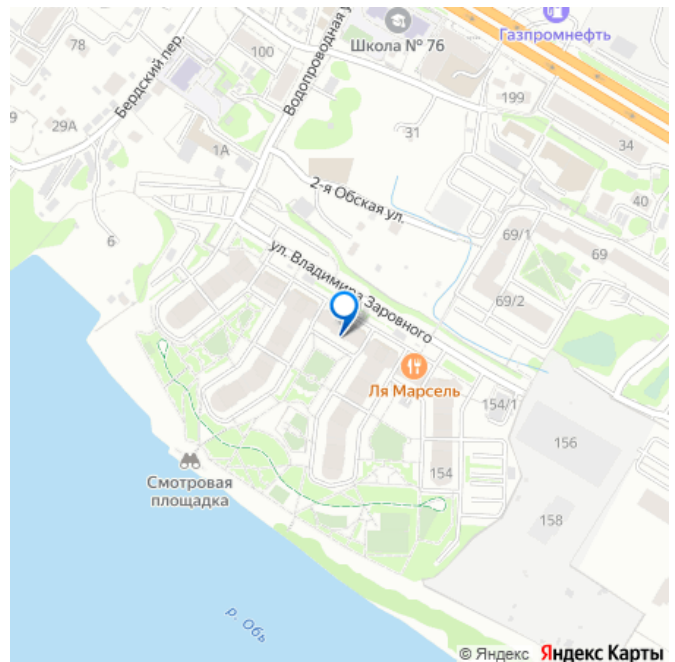 78
Бердский пер.
100
Водопроводная у
Школа № 76
Газпромнефть
199
9
29А
1А
31
34
2-я Обская ул.
40
6
69/1
69
69/2
ул. Владимира Заровного
Ля Марсель
154/1
156
154
Смотровая
площадка
158
р. Обь
© Яндекс Яндекс Карты